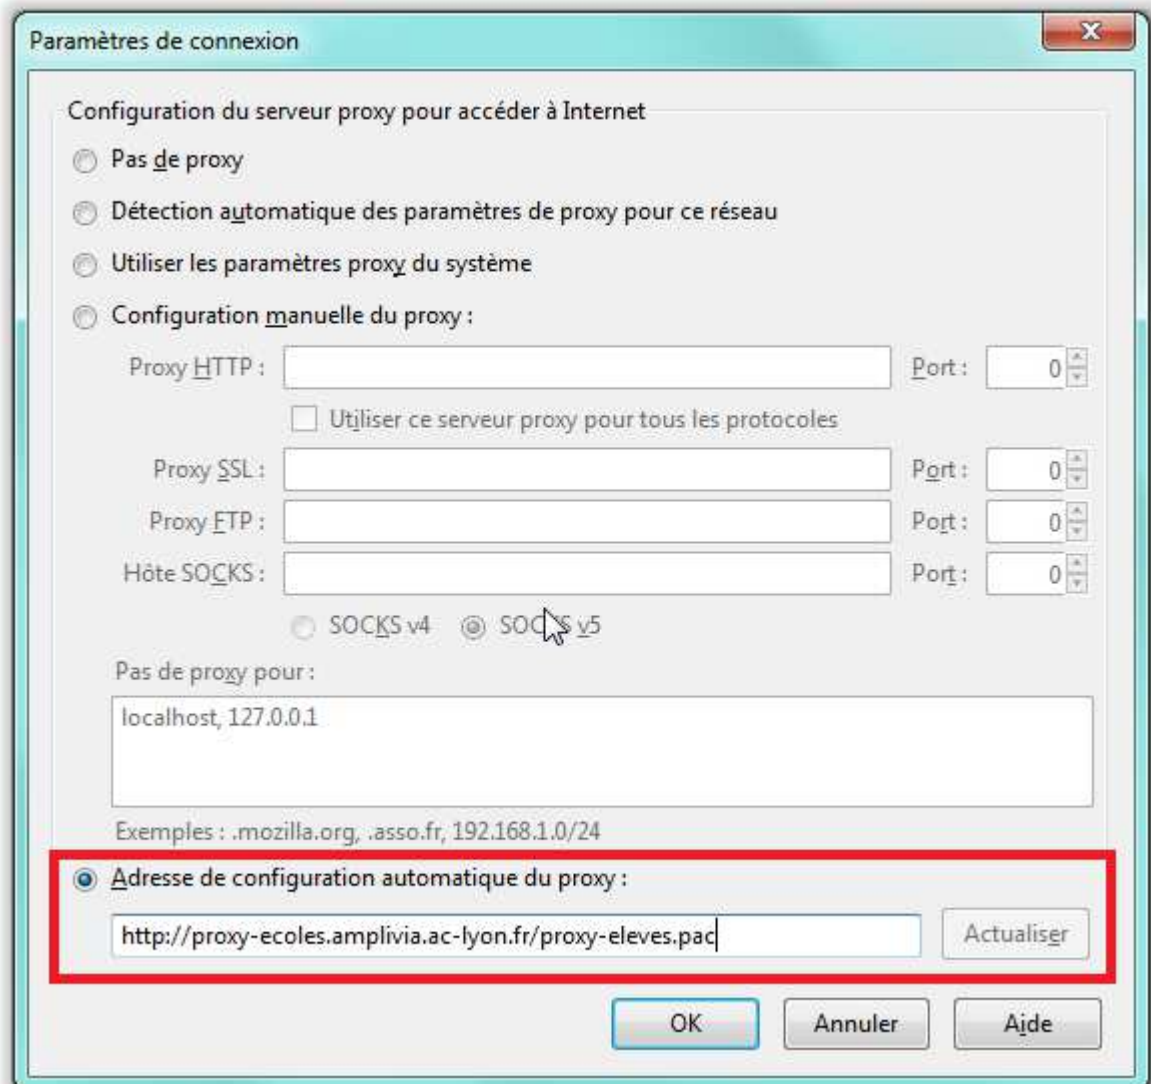 Paramètres de connexion
Configuration du serveur proxy pour accéder à Internet
Pas de proxy
Détection automatique des paramètres de proxy pour ce réseau
Utiliser les paramètres proxy du système
Configuration manuelle du proxy :
Proxy HTTP : Port : 0
Utiliser ce serveur proxy pour tous les protocoles
Proxy SSL : Port : 0
Proxy FTP : Port : 0
Hôte SOCKS : Port : 0
SOCKS v4 SOCKS v5
Pas de proxy pour :
localhost, 127.0.0.1
Exemples : .mozilla.org, .asso.fr, 192.168.1.0/24
Adresse de configuration automatique du proxy :
http://proxy-ecoles.amplivia.ac-lyon.fr/proxy-eleves.pac Actualiser
OK Annuler Aide